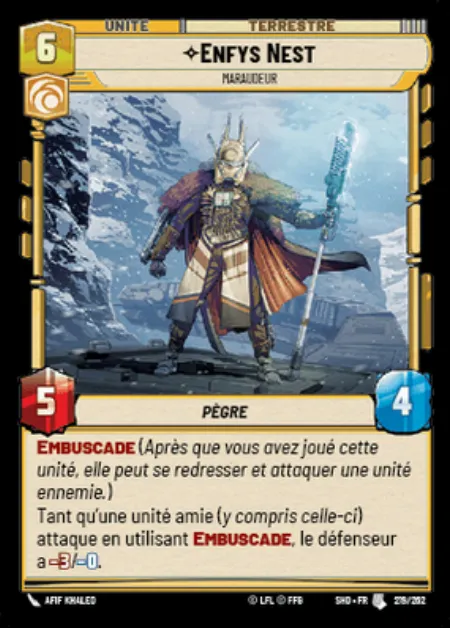 UNITÉ TERRESTRE
6
ENFYS NEST
MARAUDEUR
5
PÈGRE
4
EMBUSCADE (Après que vous avez joué cette
unité, elle peut se redresser et attaquer une unité
ennemie.)
Tant qu'une unité amie (y compris celle-ci)
attaque en utilisant EMBUSCADE, le défenseur
a -3/-0.
AFIF KHALED
© LFL © FFG
SHD • FR
219/262